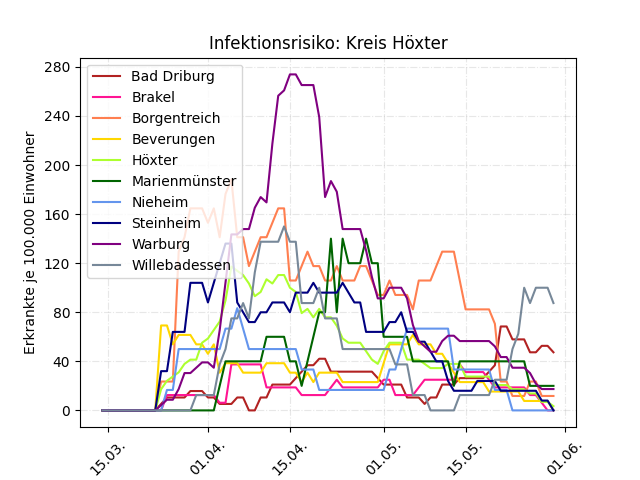 Infektionsrisiko: Kreis Höxter
Erkrankte je 100.000 Einwohner
280
240
200
160
120
80
40
0
Bad Driburg
Brakel
Borgentreich
Beverungen
Höxter
Marienmünster
Nieheim
Steinheim
Warburg
Willebadessen
15.03.
01.04.
15.04.
01.05.
15.05.
01.06.